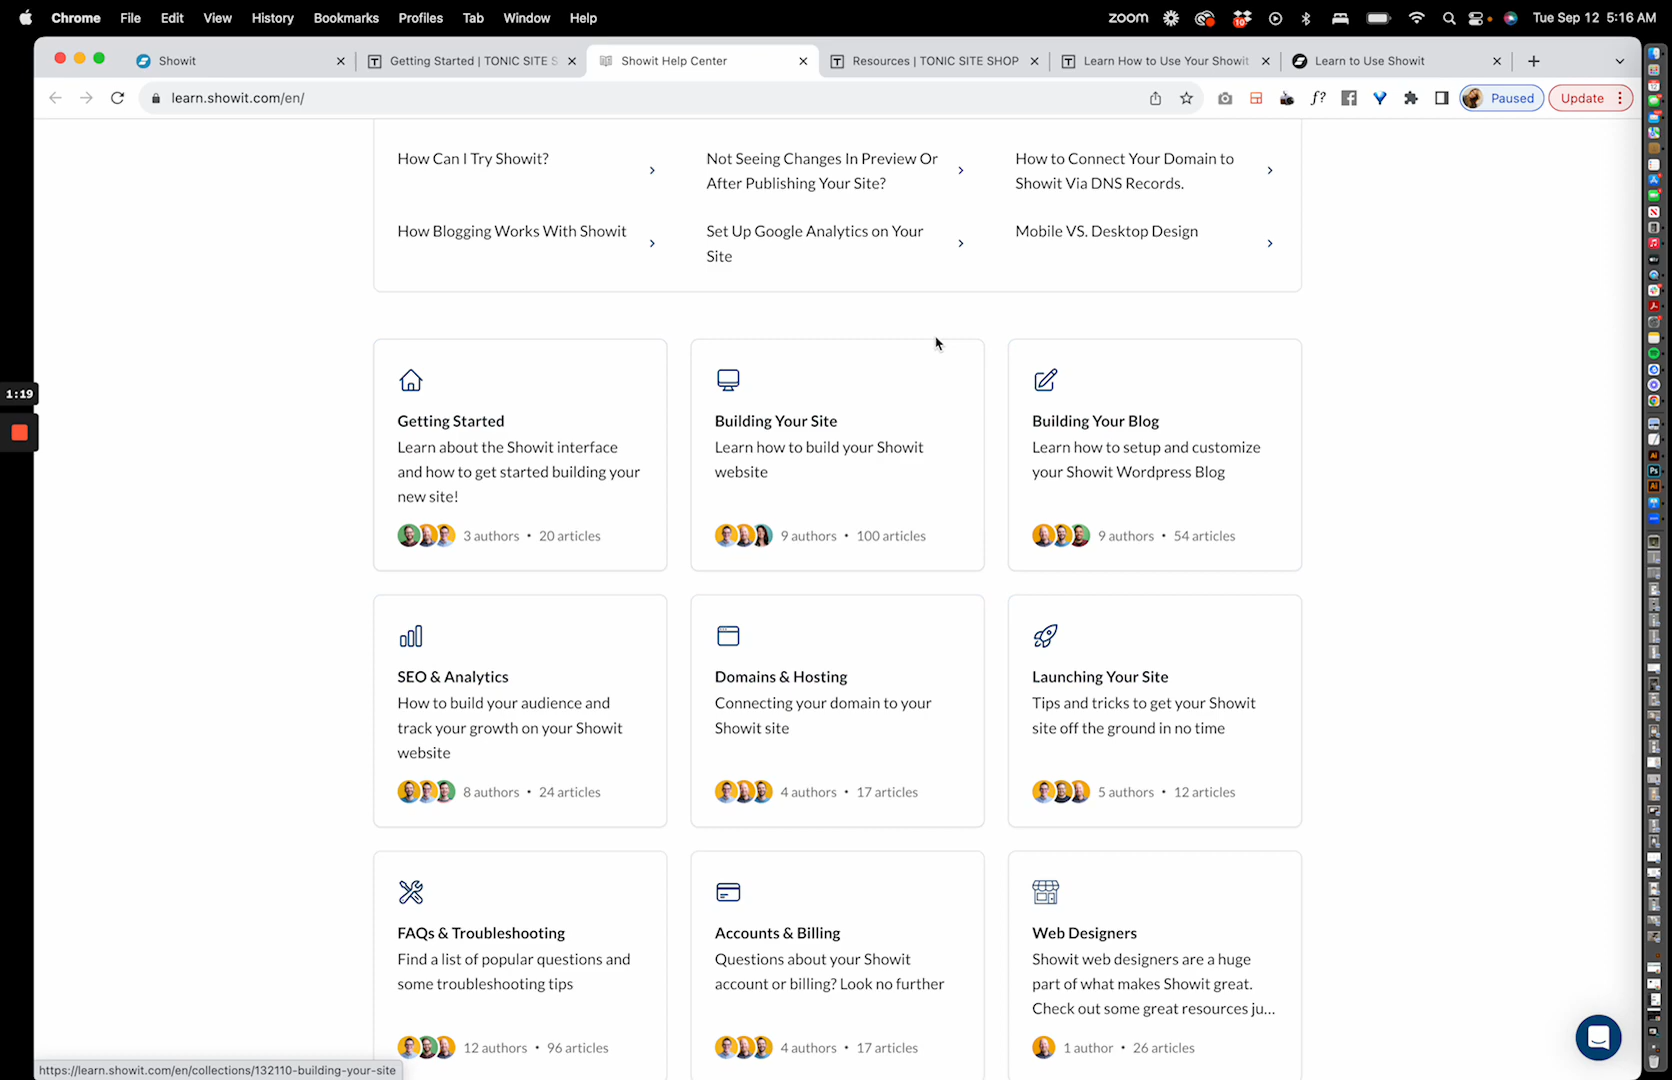 Chrome File Edit View History Bookmarks Profiles Tab Window Help zoom 10 Tue Sep 12 5:16 AM
Showit Getting Started | TONIC SITE S Showit Help Center Resources | TONIC SITE SHOP Learn How to Use Your Showit Learn to Use Showit
learn.showit.com/en/ f? Paused Update
How Can I Try Showit?
Not Seeing Changes In Preview Or
After Publishing Your Site?
How to Connect Your Domain to
Showit Via DNS Records.
How Blogging Works With Showit
Set Up Google Analytics on Your
Site
Mobile VS. Desktop Design
1:19
Getting Started
Learn about the Showit interface
and how to get started building your
new site!
3 authors • 20 articles
Building Your Site
Learn how to build your Showit
website
9 authors • 100 articles
Building Your Blog
Learn how to setup and customize
your Showit Wordpress Blog
9 authors • 54 articles
SEO & Analytics
How to build your audience and
track your growth on your Showit
website
8 authors • 24 articles
Domains & Hosting
Connecting your domain to your
Showit site
4 authors • 17 articles
Launching Your Site
Tips and tricks to get your Showit
site off the ground in no time
5 authors • 12 articles
FAQs & Troubleshooting
Find a list of popular questions and
some troubleshooting tips
12 authors • 96 articles
Accounts & Billing
Questions about your Showit
account or billing? Look no further
4 authors • 17 articles
Web Designers
Showit web designers are a huge
part of what makes Showit great.
Check out some great resources ju...
1 author • 26 articles
https://learn.showit.com/en/collections/132110-building-your-site